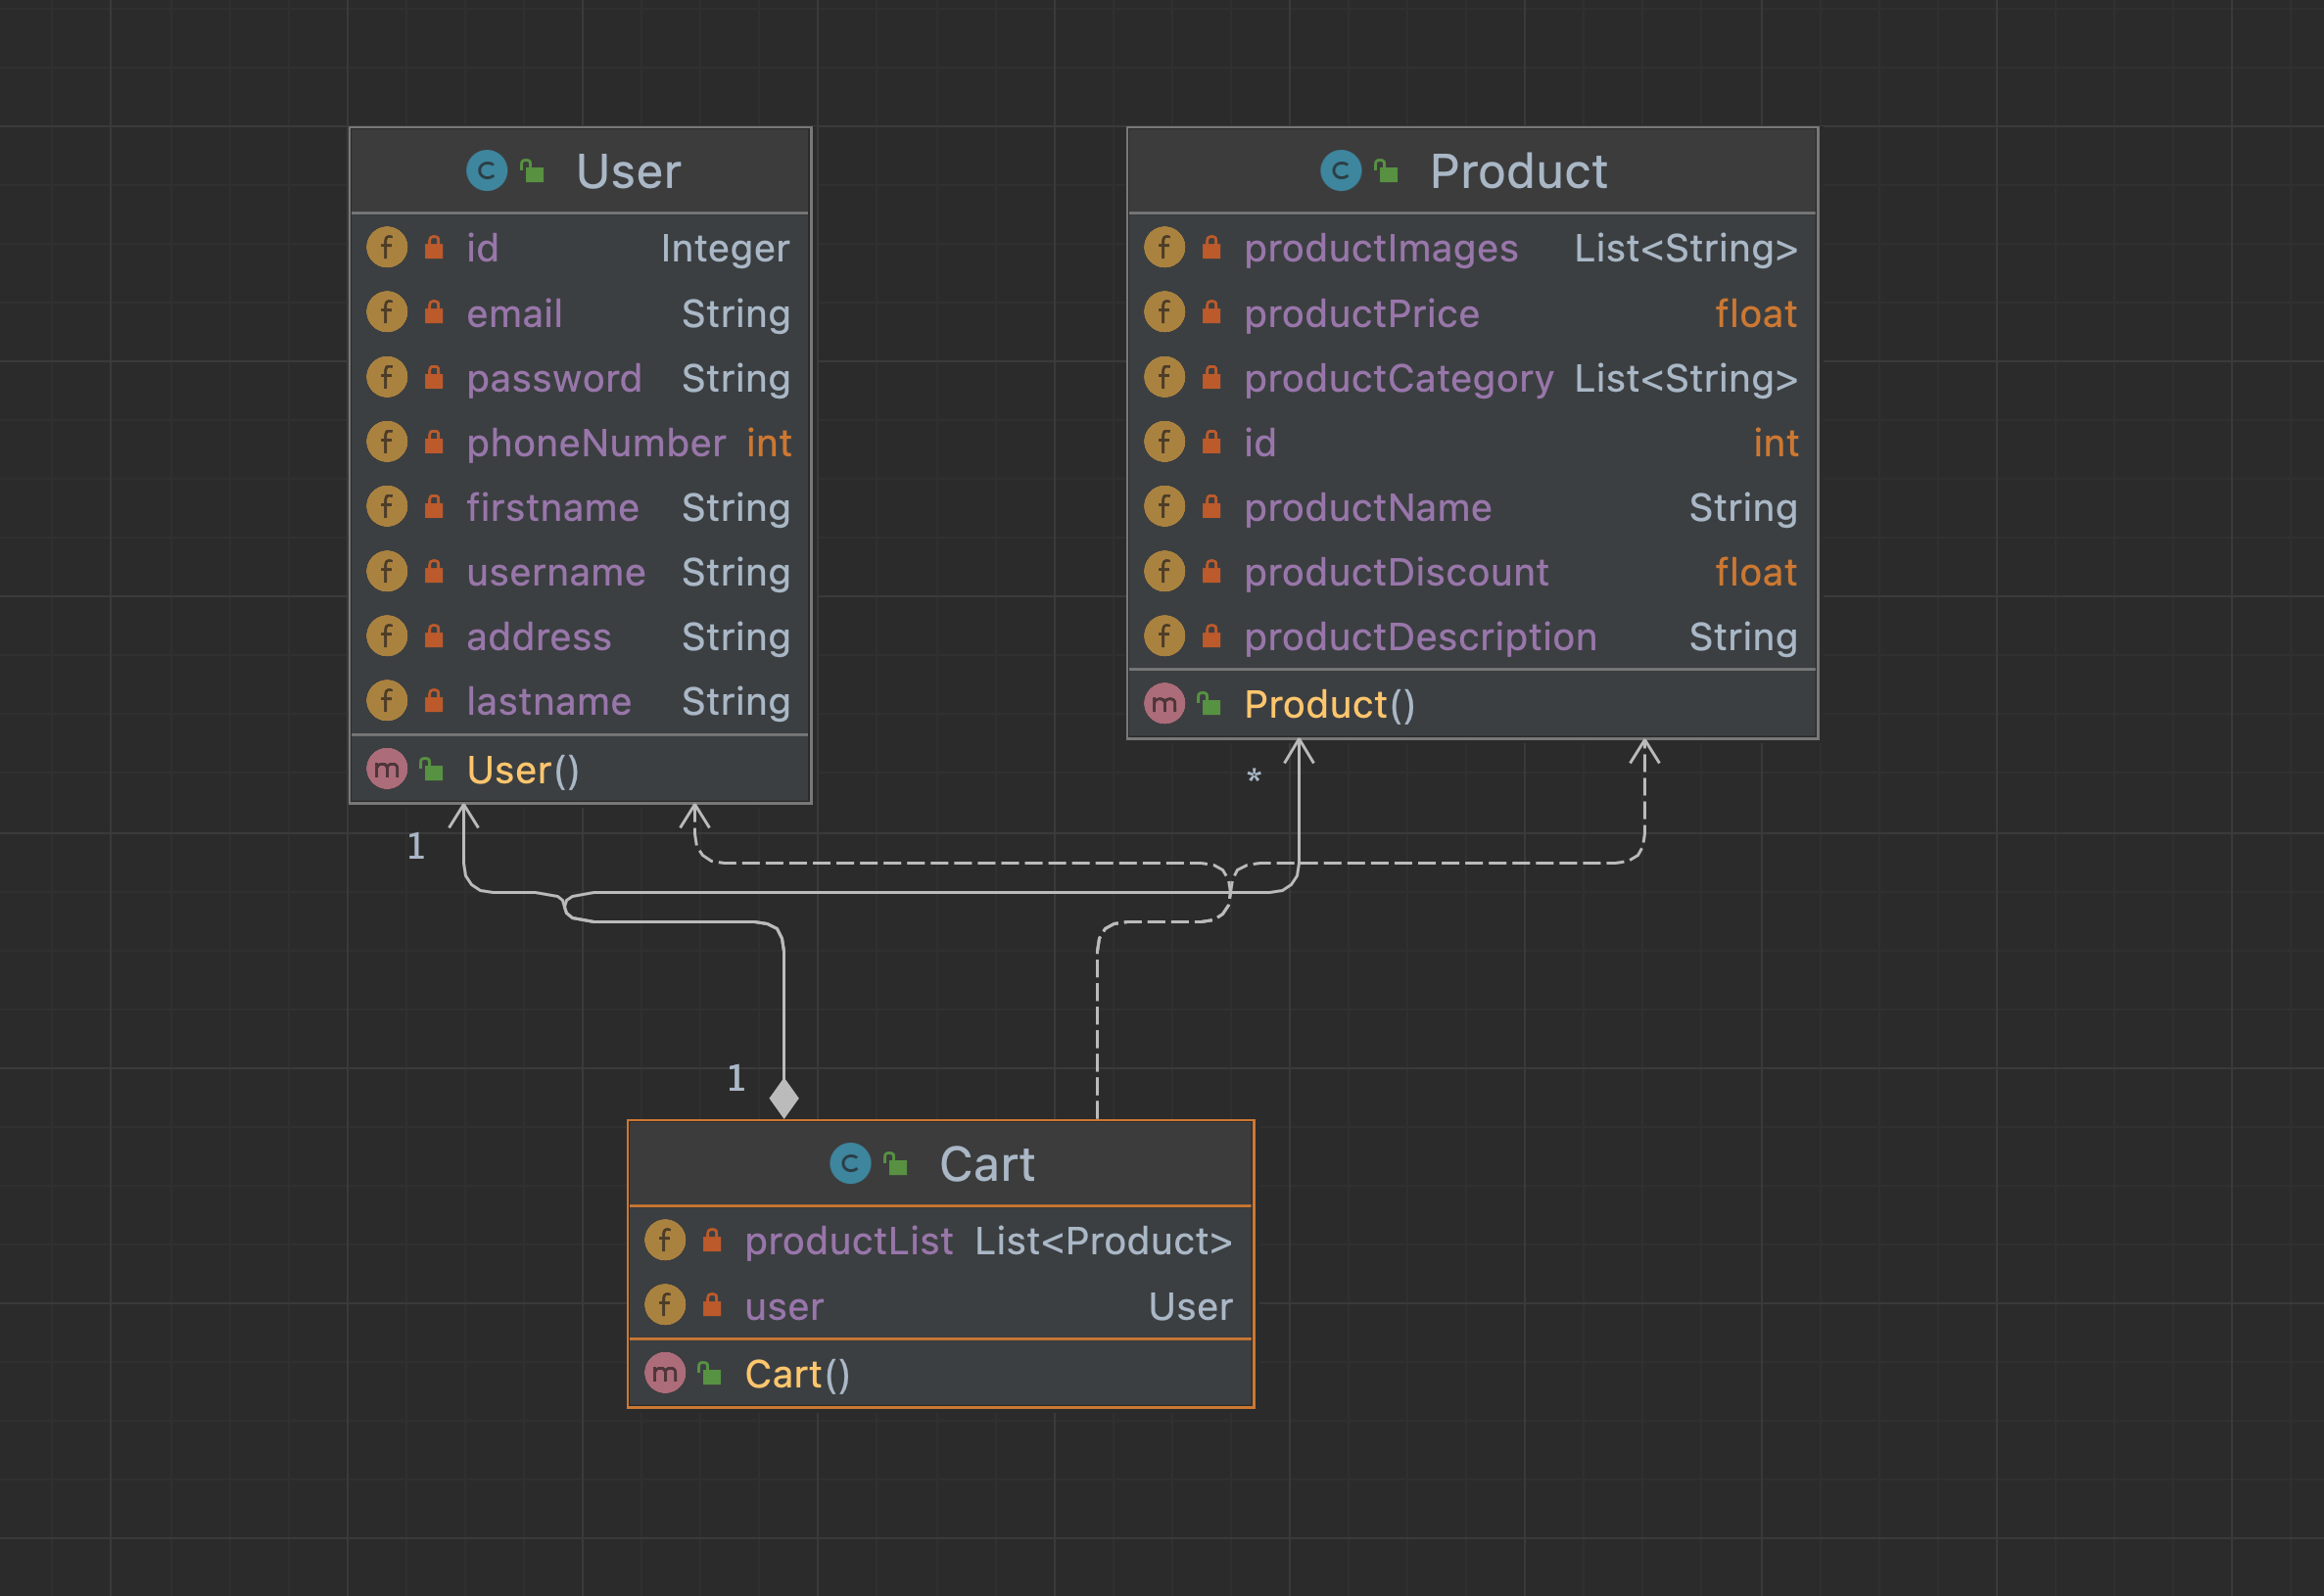 User
id Integer
email String
password String
phoneNumber int
firstname String
username String
address String
lastname String
User()
Product
productImages List<String>
productPrice float
productCategory List<String>
id int
productName String
productDiscount float
productDescription String
Product()
*
1
1
Cart
productList List<Product>
user User
Cart()